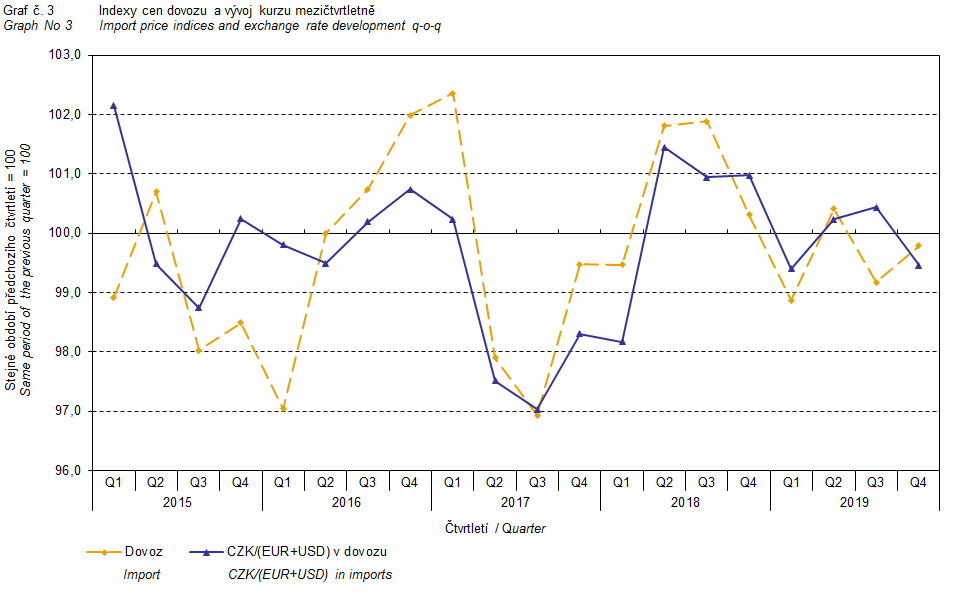 Graf č. 3 Indexy cen dovozu a vývoj kurzu mezičtvrtletně
Graph No 3 Import price indices and exchange rate development q-o-q
Stejné období předchozího čtvrtletí = 100
Same period of the prevnous quarter = 100
103,0
102,0
101,0
100,0
99,0
98,0
97,0
96,0
Q1 Q2 Q3 Q4 Q1 Q2 Q3 Q4 Q1 Q2 Q3 Q4 Q1 Q2 Q3 Q4 Q1 Q2 Q3 Q4
2015 2016 2017 2018 2019
Čtvrtletí / Quarter
Dovoz CZK/(EUR+USD) v dovozu
Import CZK/(EUR+USD) in imports